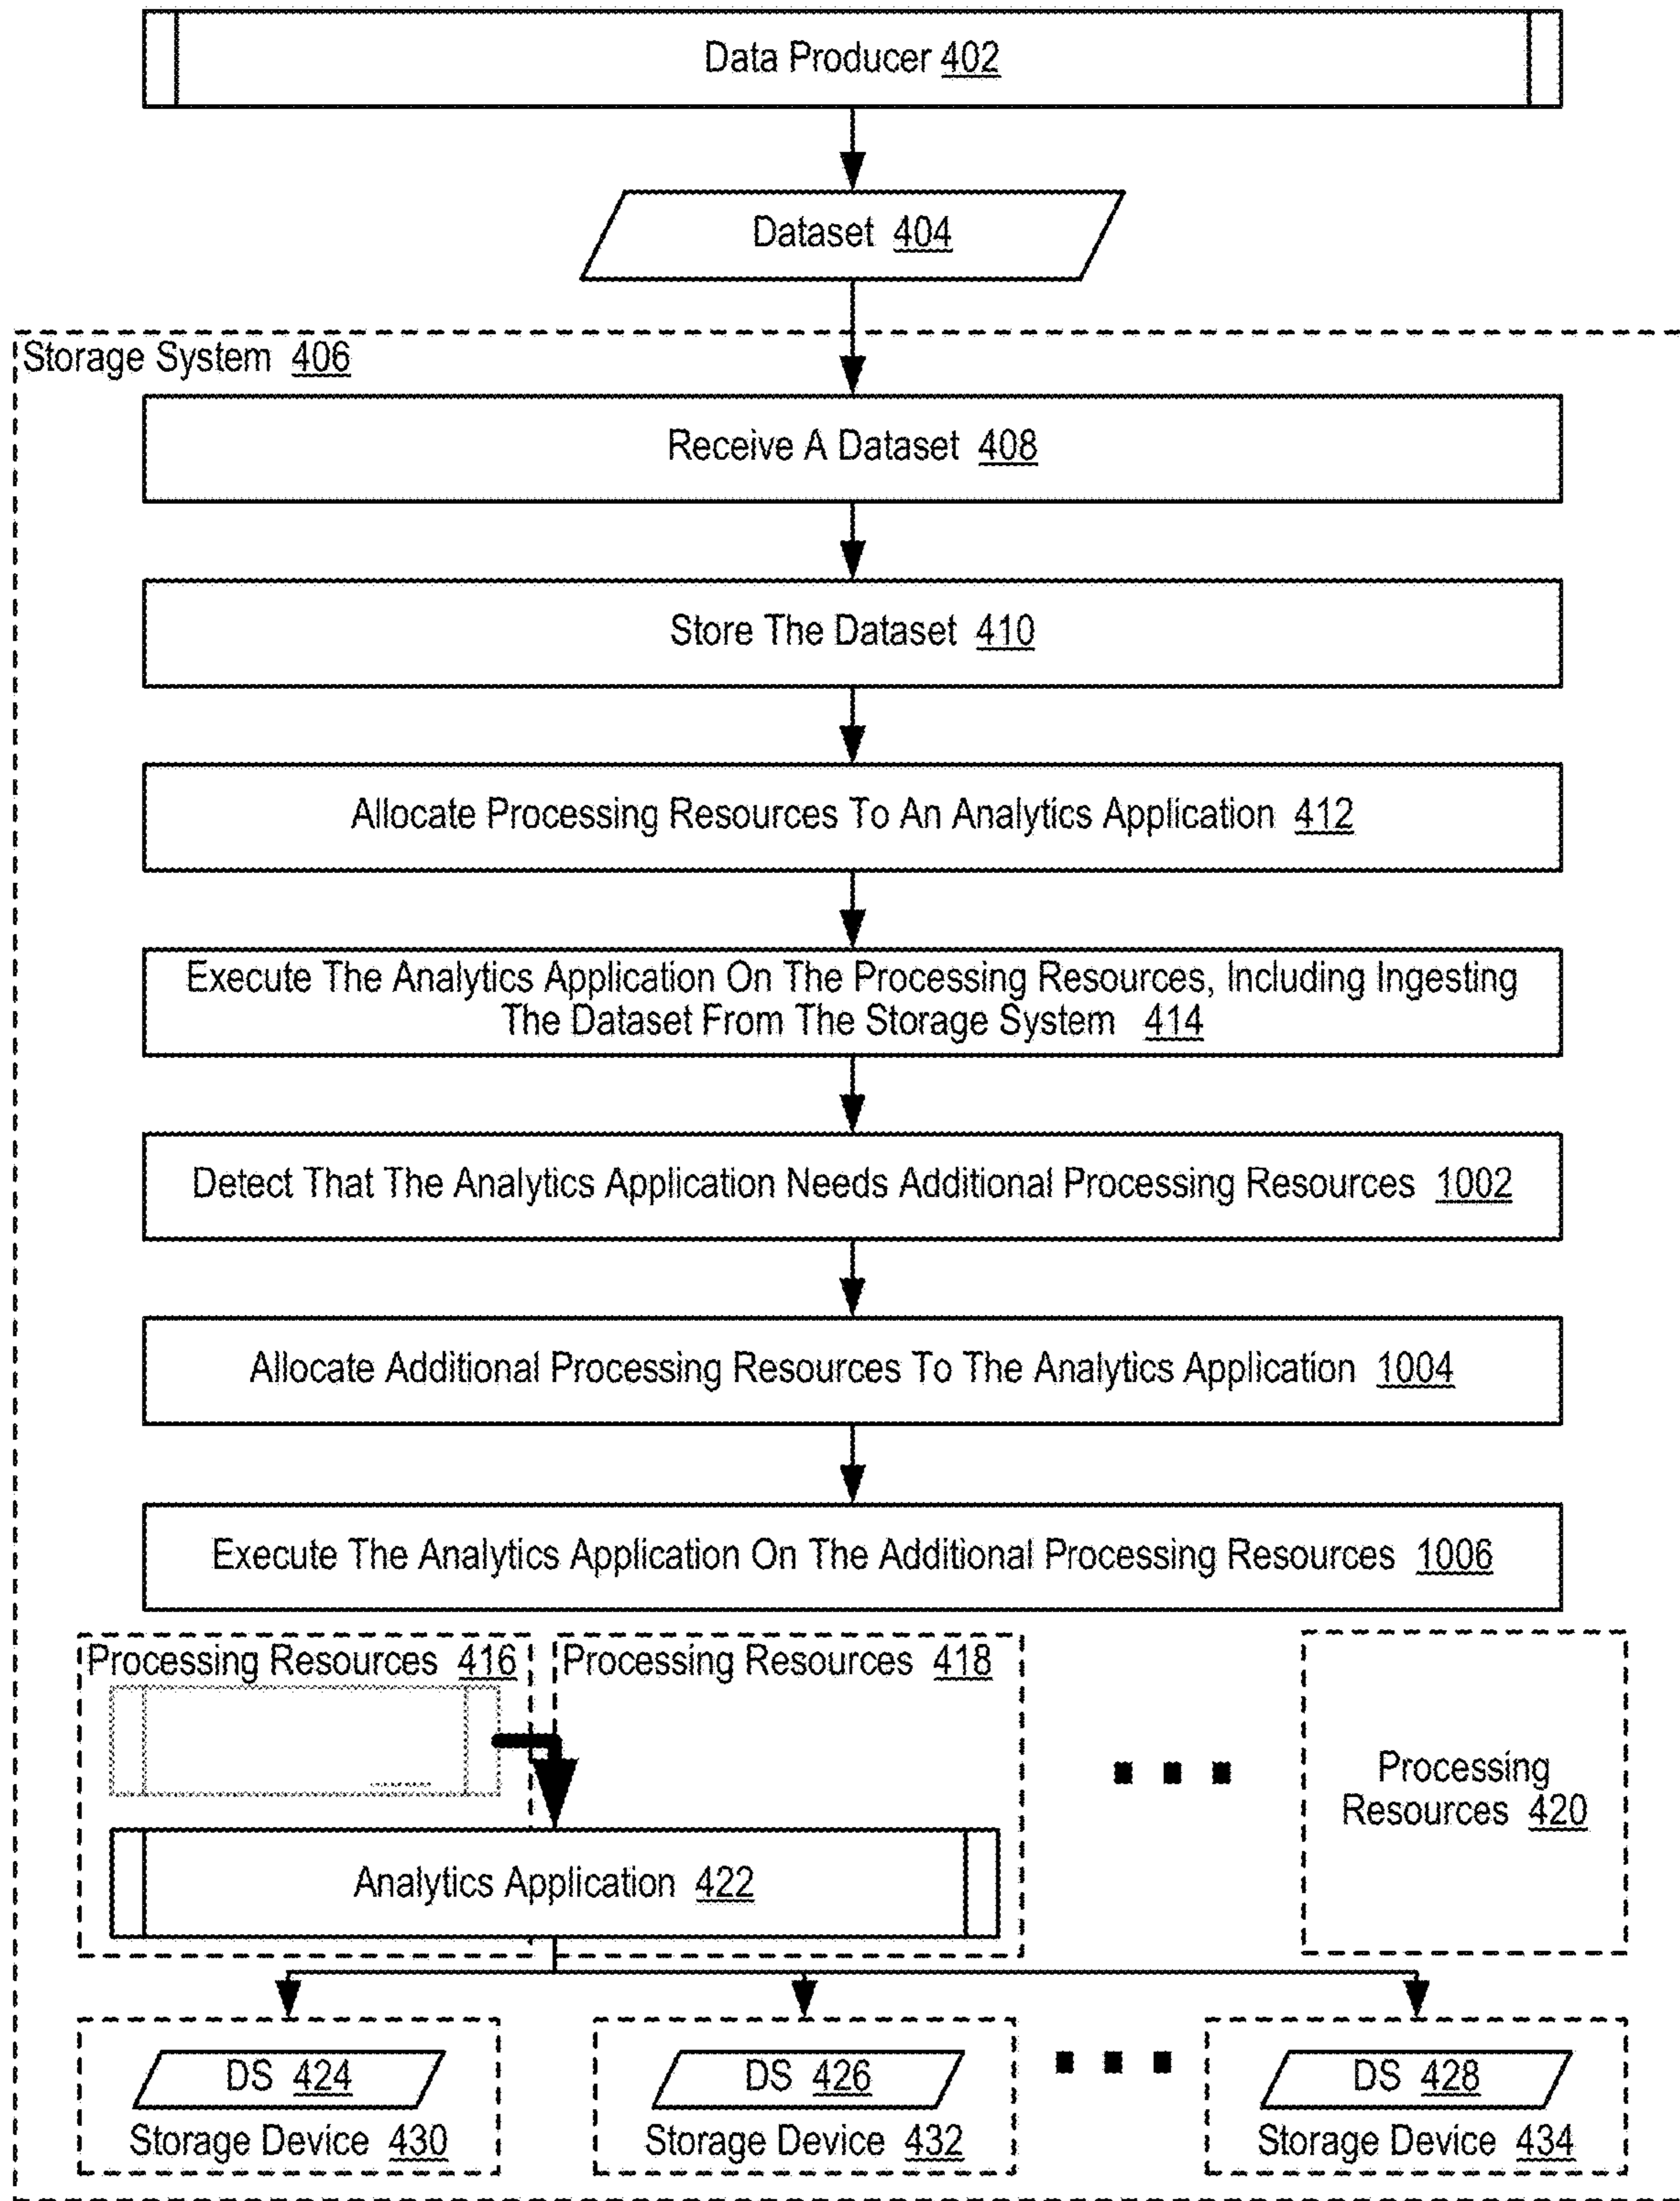 Data Producer 402
Dataset 404
Storage System 406
Receive A Dataset 408
Store The Dataset 410
Allocate Processing Resources To An Analytics Application 412
Execute The Analytics Application On The Processing Resources, Including Ingesting
The Dataset From The Storage System 414
Detect That The Analytics Application Needs Additional Processing Resources 1002
Allocate Additional Processing Resources To The Analytics Application 1004
Execute The Analytics Application On The Additional Processing Resources 1006
Processing Resources 416
Processing Resources 418
Processing
Resources 420
Analytics Application 422
DS 424
Storage Device 430
DS 426
Storage Device 432
DS 428
Storage Device 434